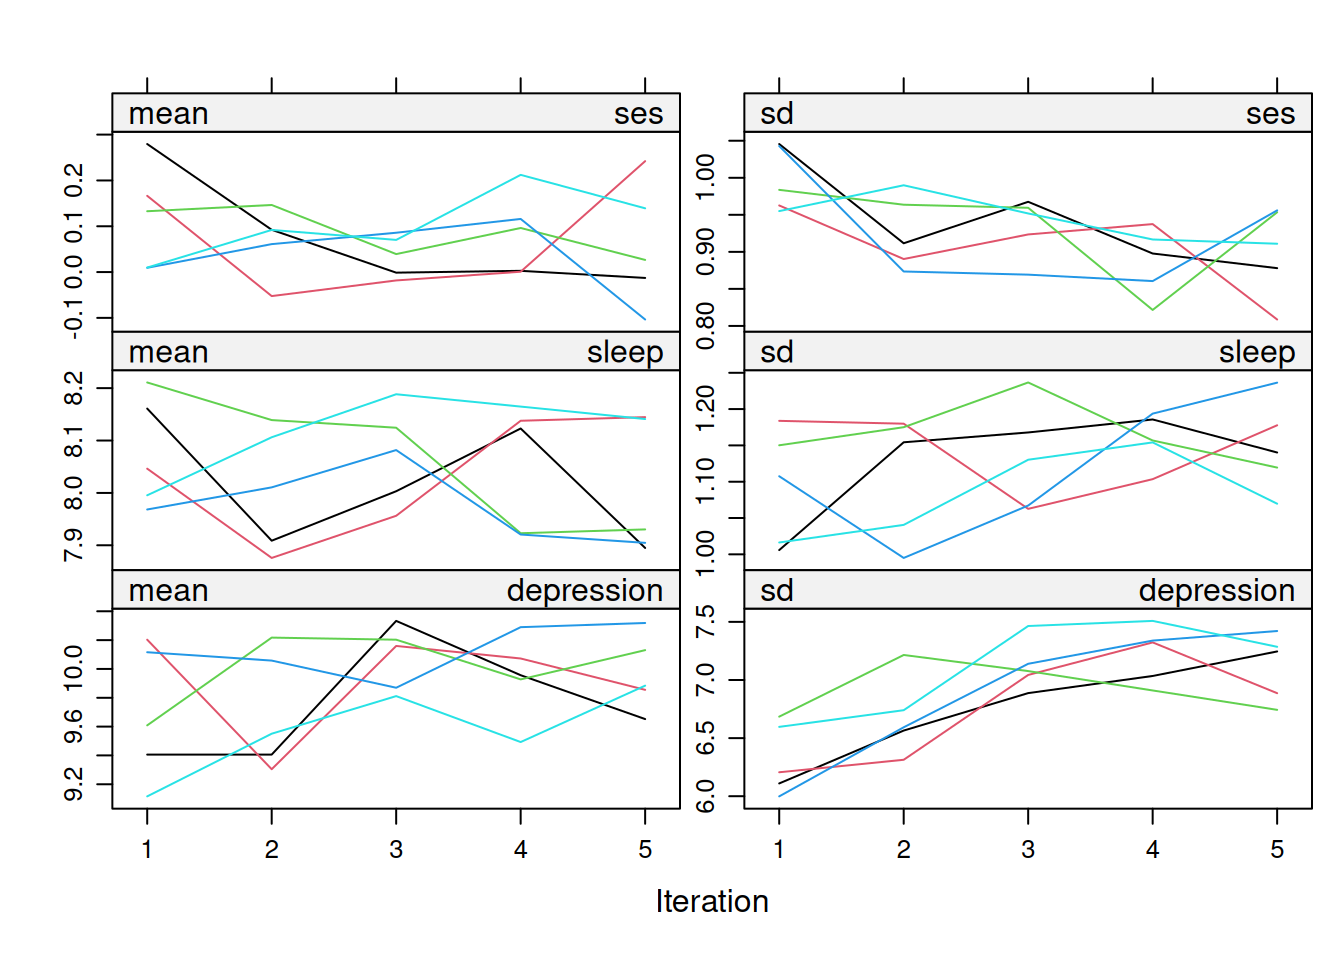 mean ses
sd ses
-0.1 0.0 0.1 0.2
0.80 0.90 1.00
mean sleep
sd sleep
7.9 8.0 8.1 8.2
1.00 1.10 1.20
mean depression
sd depression
9.2 9.6 10.0
6.0 6.5 7.0 7.5
1 2 3 4 5
1 2 3 4 5
Iteration